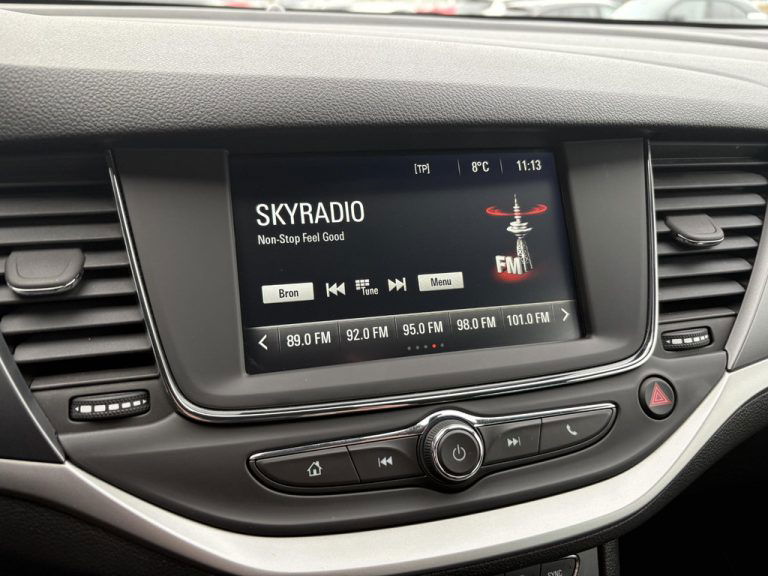 [TP] 8°C 11:13
SKYRADIO
Non-Stop Feel Good
FM
Bron Tune Menu
89.0 FM 92.0 FM 95.0 FM 98.0 FM 101.0 FM
SYNC